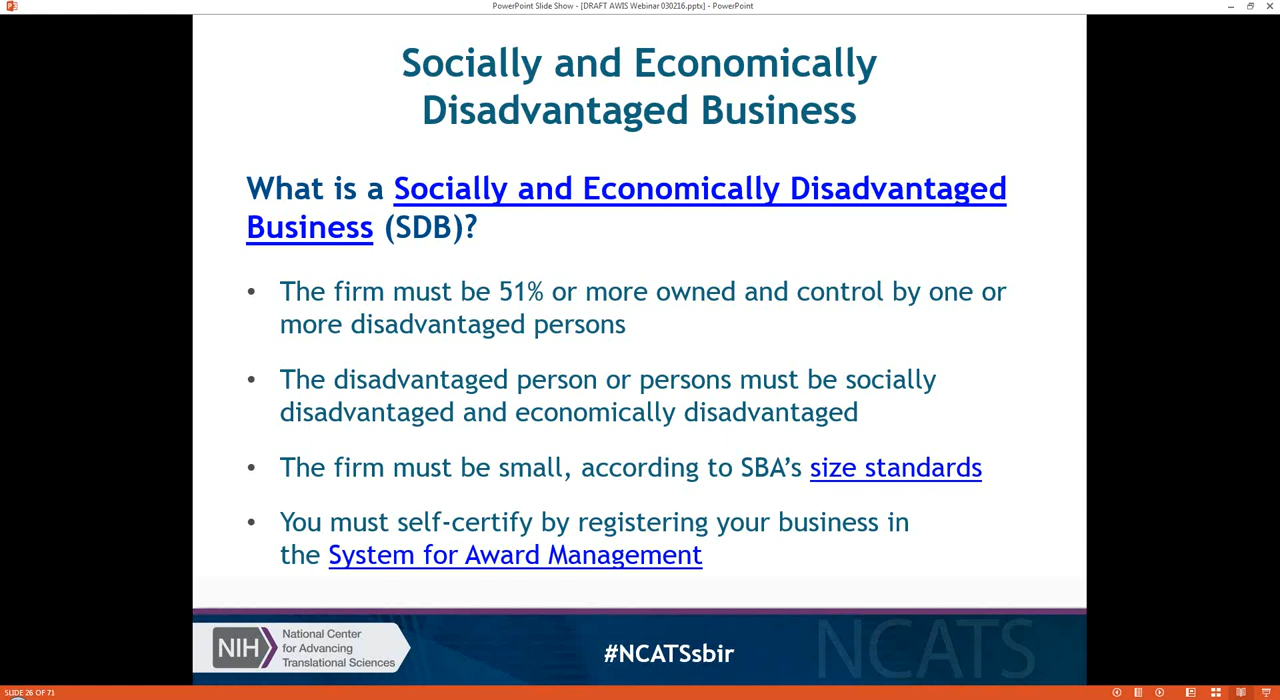 PowerPoint Slide Show - [DRAFT AWIS Webinar 030216.pptx] - PowerPoint
Socially and Economically
Disadvantaged Business
What is a Socially and Economically Disadvantaged
Business (SDB)?
• The firm must be 51% or more owned and control by one or
more disadvantaged persons
• The disadvantaged person or persons must be socially
disadvantaged and economically disadvantaged
• The firm must be small, according to SBA’s size standards
• You must self-certify by registering your business in
the System for Award Management
NIH
National Center
for Advancing
Translational Sciences
#NCATSsbir
NCATS
SLIDE 26 OF 71